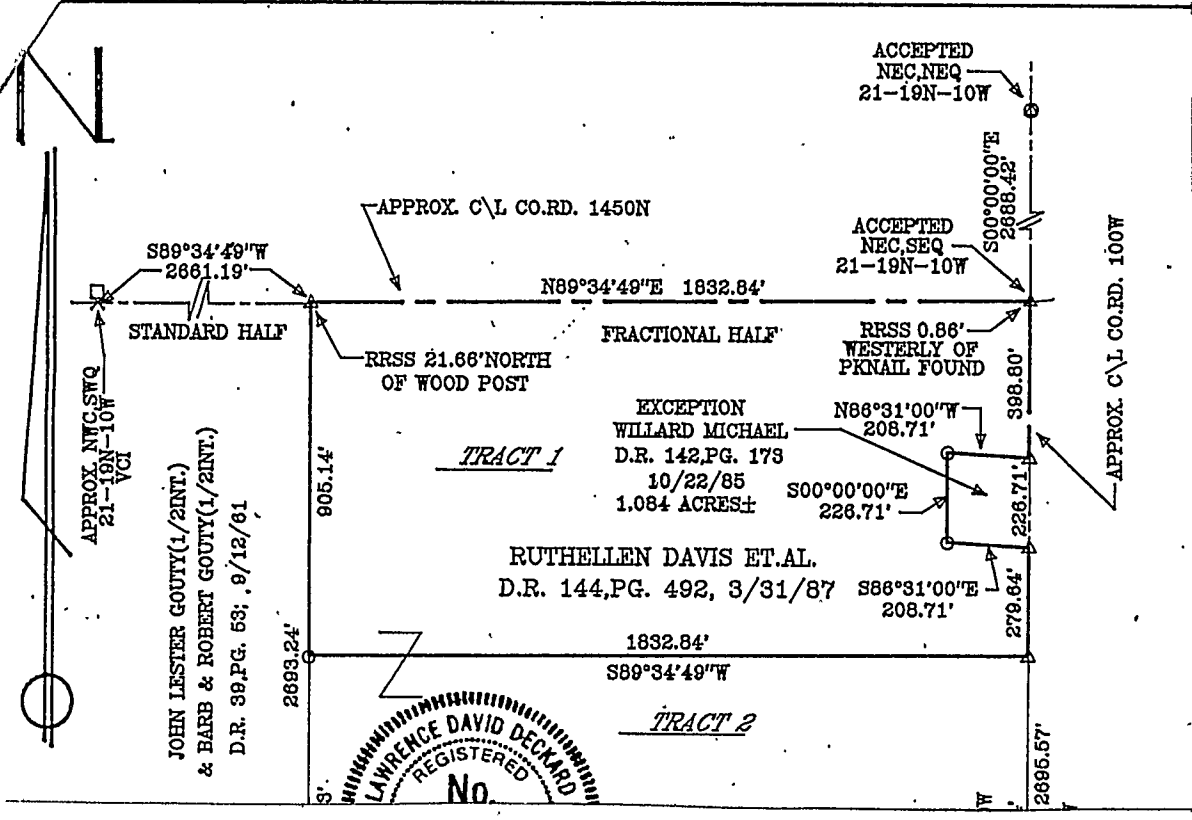 ACCEPTED
NEC,NEQ
21-19N-10W
S00°00'00"E
2688.42'
APPROX. C\L CO.RD. 1450N
ACCEPTED
NEC,SEQ
21-19N-10W
S89°34'49"W
2661.19'
N89°34'49"E 1832.84'
STANDARD HALF
FRACTIONAL HALF
RRSS 21.66'NORTH
OF WOOD POST
RRSS 0.86'
WESTERLY OF
PKNAIL FOUND
398.80'
APPROX. C\L CO.RD. 100W
APPROX. NWC,SWQ
21-19N-10W
VCI
JOHN LESTER GOUTY(1/2INT.)
& BARB & ROBERT GOUTY(1/2INT.)
D.R. 39,PG. 53; 9/12/61
905.14'
TRACT 1
EXCEPTION
WILLARD MICHAEL
D.R. 142,PG. 173
10/22/85
1.084 ACRES±
N86°31'00"W
208.71'
S00°00'00"E
226.71'
226.71'
RUTHELLEN DAVIS ET.AL.
D.R. 144,PG. 492, 3/31/87
S86°31'00"E
208.71'
279.64'
2693.24'
1832.84'
S89°34'49"W
TRACT 2
LAWRENCE DAVID DECKARD
REGISTERED
No.
3'
W
2695.57'